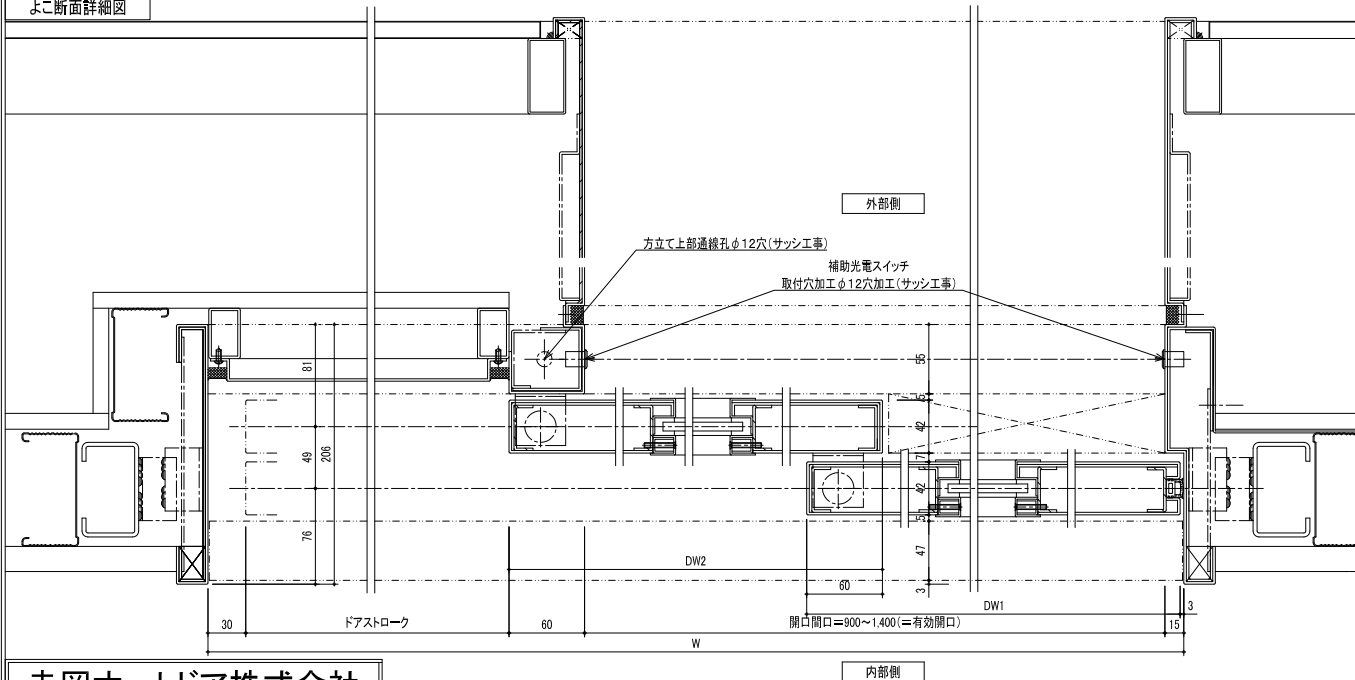 よこ断面詳細図
外部側
方立て上部通線孔φ12穴(サッシ工事)
補助光電スイッチ
取付穴加工φ12穴加工(サッシ工事)
81
55
5
42
49
206
7
42
5
76
47
DW2
60
3
DW1
3
30
ドアストローク
60
開口間口=900~1,400(=有効開口)
15
W
内部側